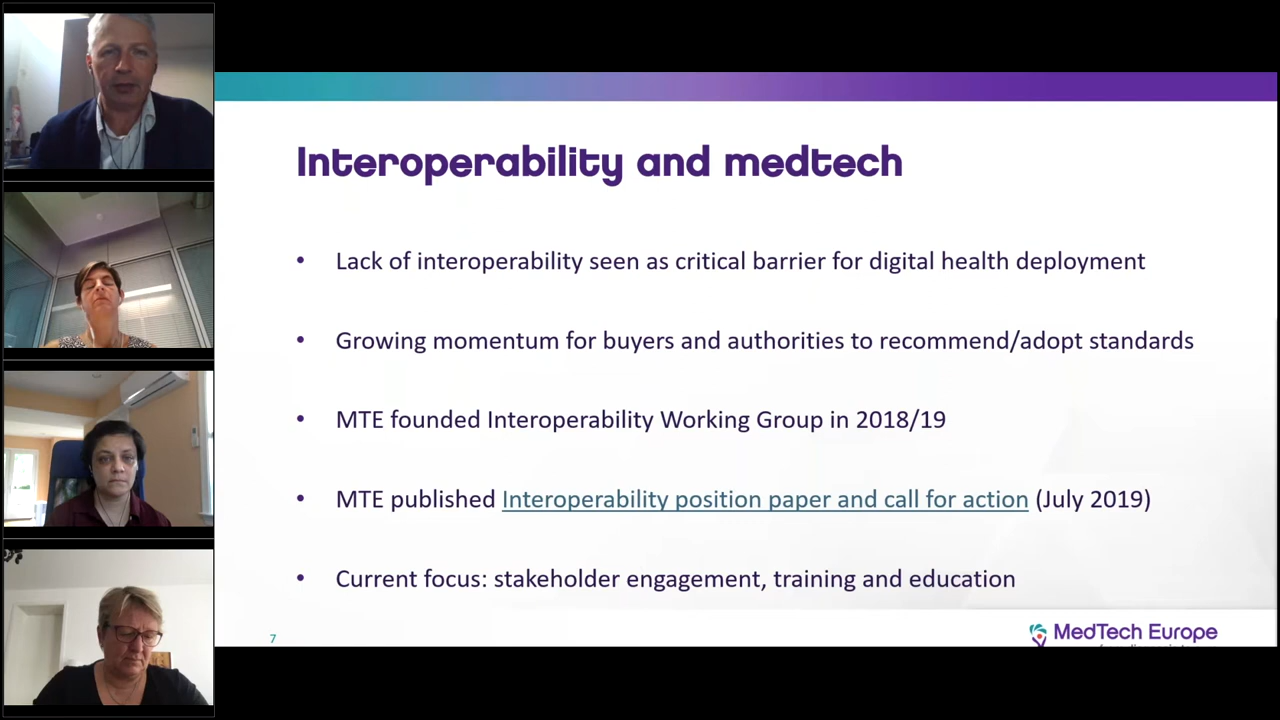 Interoperability and medtech
• Lack of interoperability seen as critical barrier for digital health deployment
• Growing momentum for buyers and authorities to recommend/adopt standards
• MTE founded Interoperability Working Group in 2018/19
• MTE published Interoperability position paper and call for action (July 2019)
• Current focus: stakeholder engagement, training and education
7
MedTech Europe